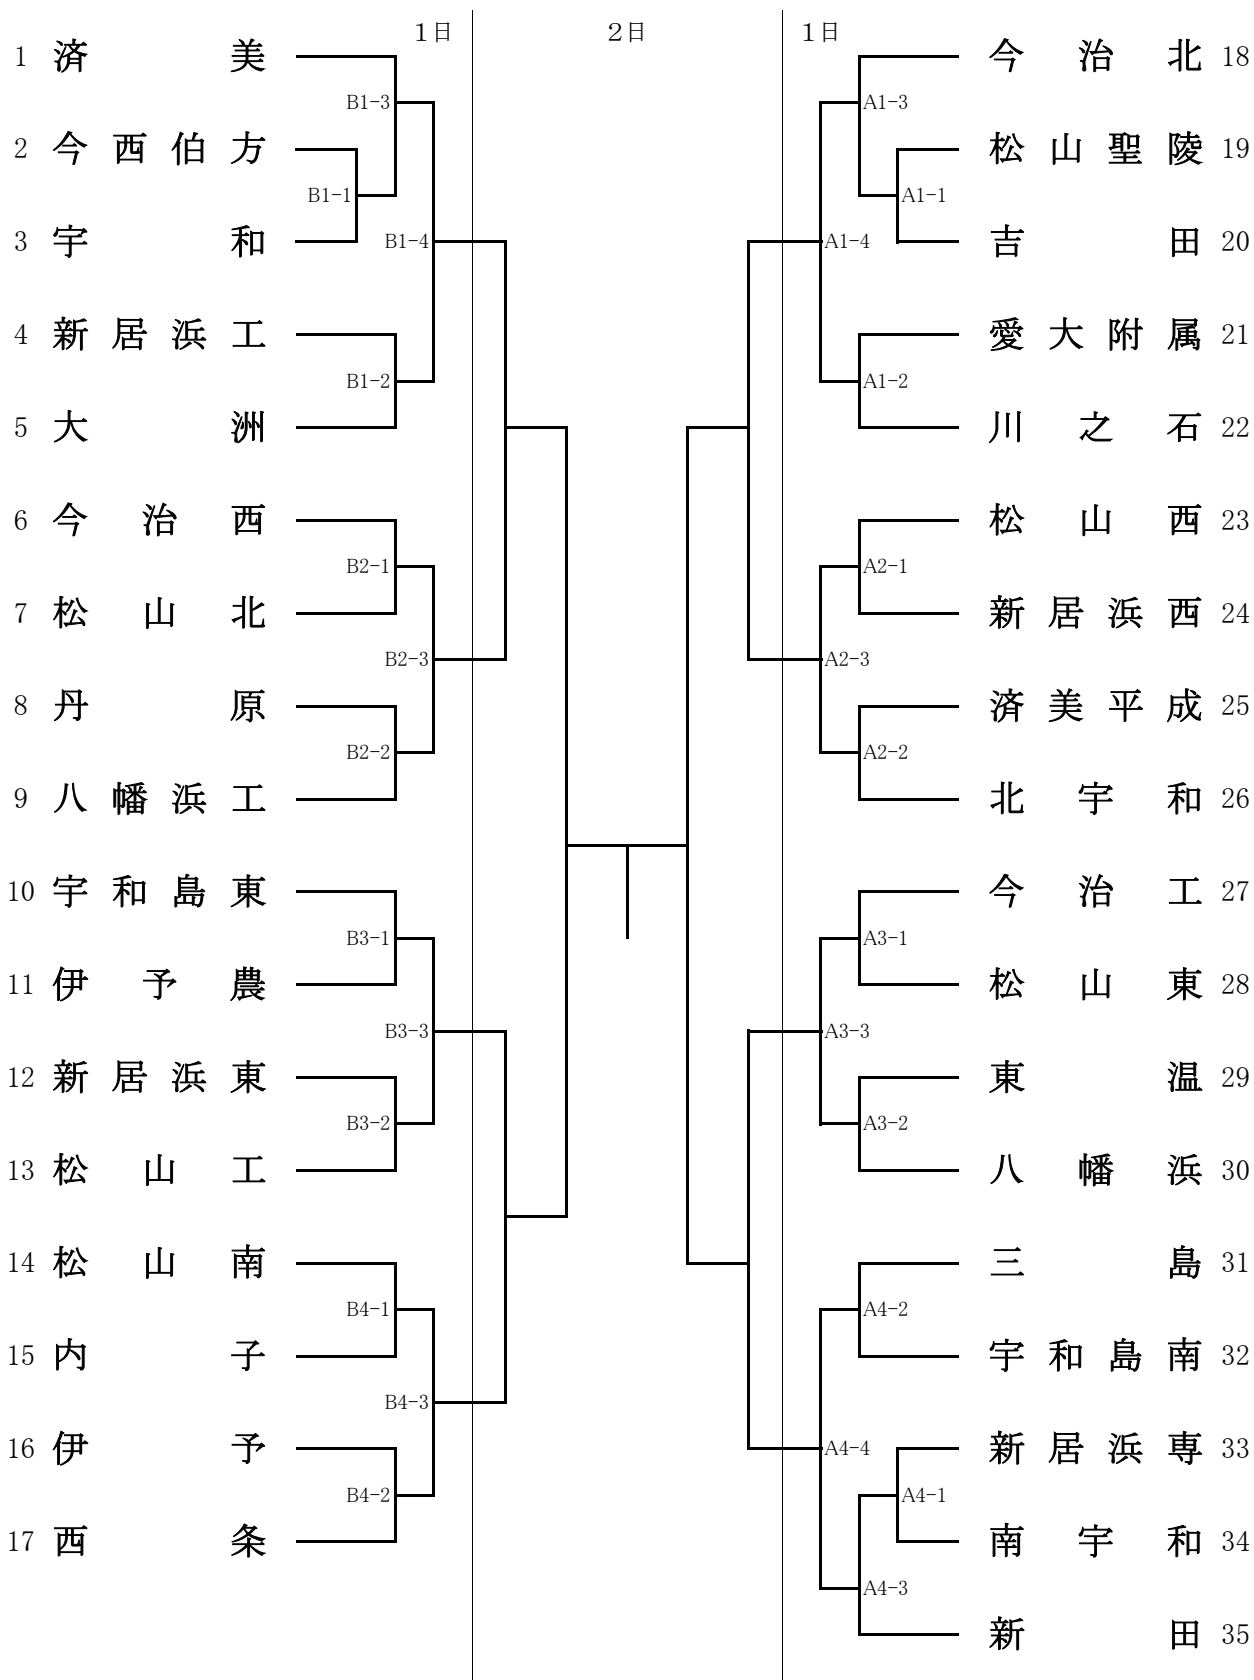 1日 2日 1日
1 済美
B1-3
2 今西伯方
B1-1
3 宇和
B1-4
4 新居浜工
B1-2
5 大洲
6 今治西
B2-1
7 松山北
B2-3
8 丹原
B2-2
9 八幡浜工
10 宇和島東
B3-1
11 伊予農
B3-3
12 新居浜東
B3-2
13 松山工
14 松山南
B4-1
15 内子
B4-3
16 伊予
B4-2
17 西条
今治北 18
A1-3
松山聖陵 19
A1-1
吉田 20
A1-4
愛大附属 21
A1-2
川之石 22
松山西 23
A2-1
新居浜西 24
A2-3
済美平成 25
A2-2
北宇和 26
今治工 27
A3-1
松山東 28
A3-3
東温 29
A3-2
八幡浜 30
三島 31
A4-2
宇和島南 32
新居浜専 33
A4-4
A4-1
南宇和 34
A4-3
新田 35